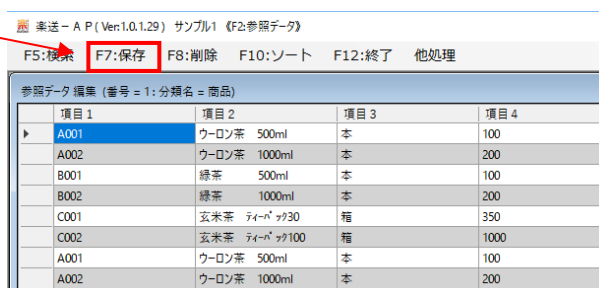 楽送－ＡＰ(Ver:1.0.1.29) サンプル1 《F2:参照データ》
F5:検索 F7:保存 F8:削除 F10:ソート F12:終了 他処理
参照データ編集 (番号 = 1 : 分類名 = 商品)
項目1 項目2 項目3 項目4
A001 ウーロン茶 500ml 本 100
A002 ウーロン茶 1000ml 本 200
B001 緑茶 500ml 本 100
B002 緑茶 1000ml 本 200
C001 玄米茶 ﾃｨｰﾊﾟｯｸ30 箱 350
C002 玄米茶 ﾃｨｰﾊﾟｯｸ100 箱 1000
A001 ウーロン茶 500ml 本 100
A002 ウーロン茶 1000ml 本 200